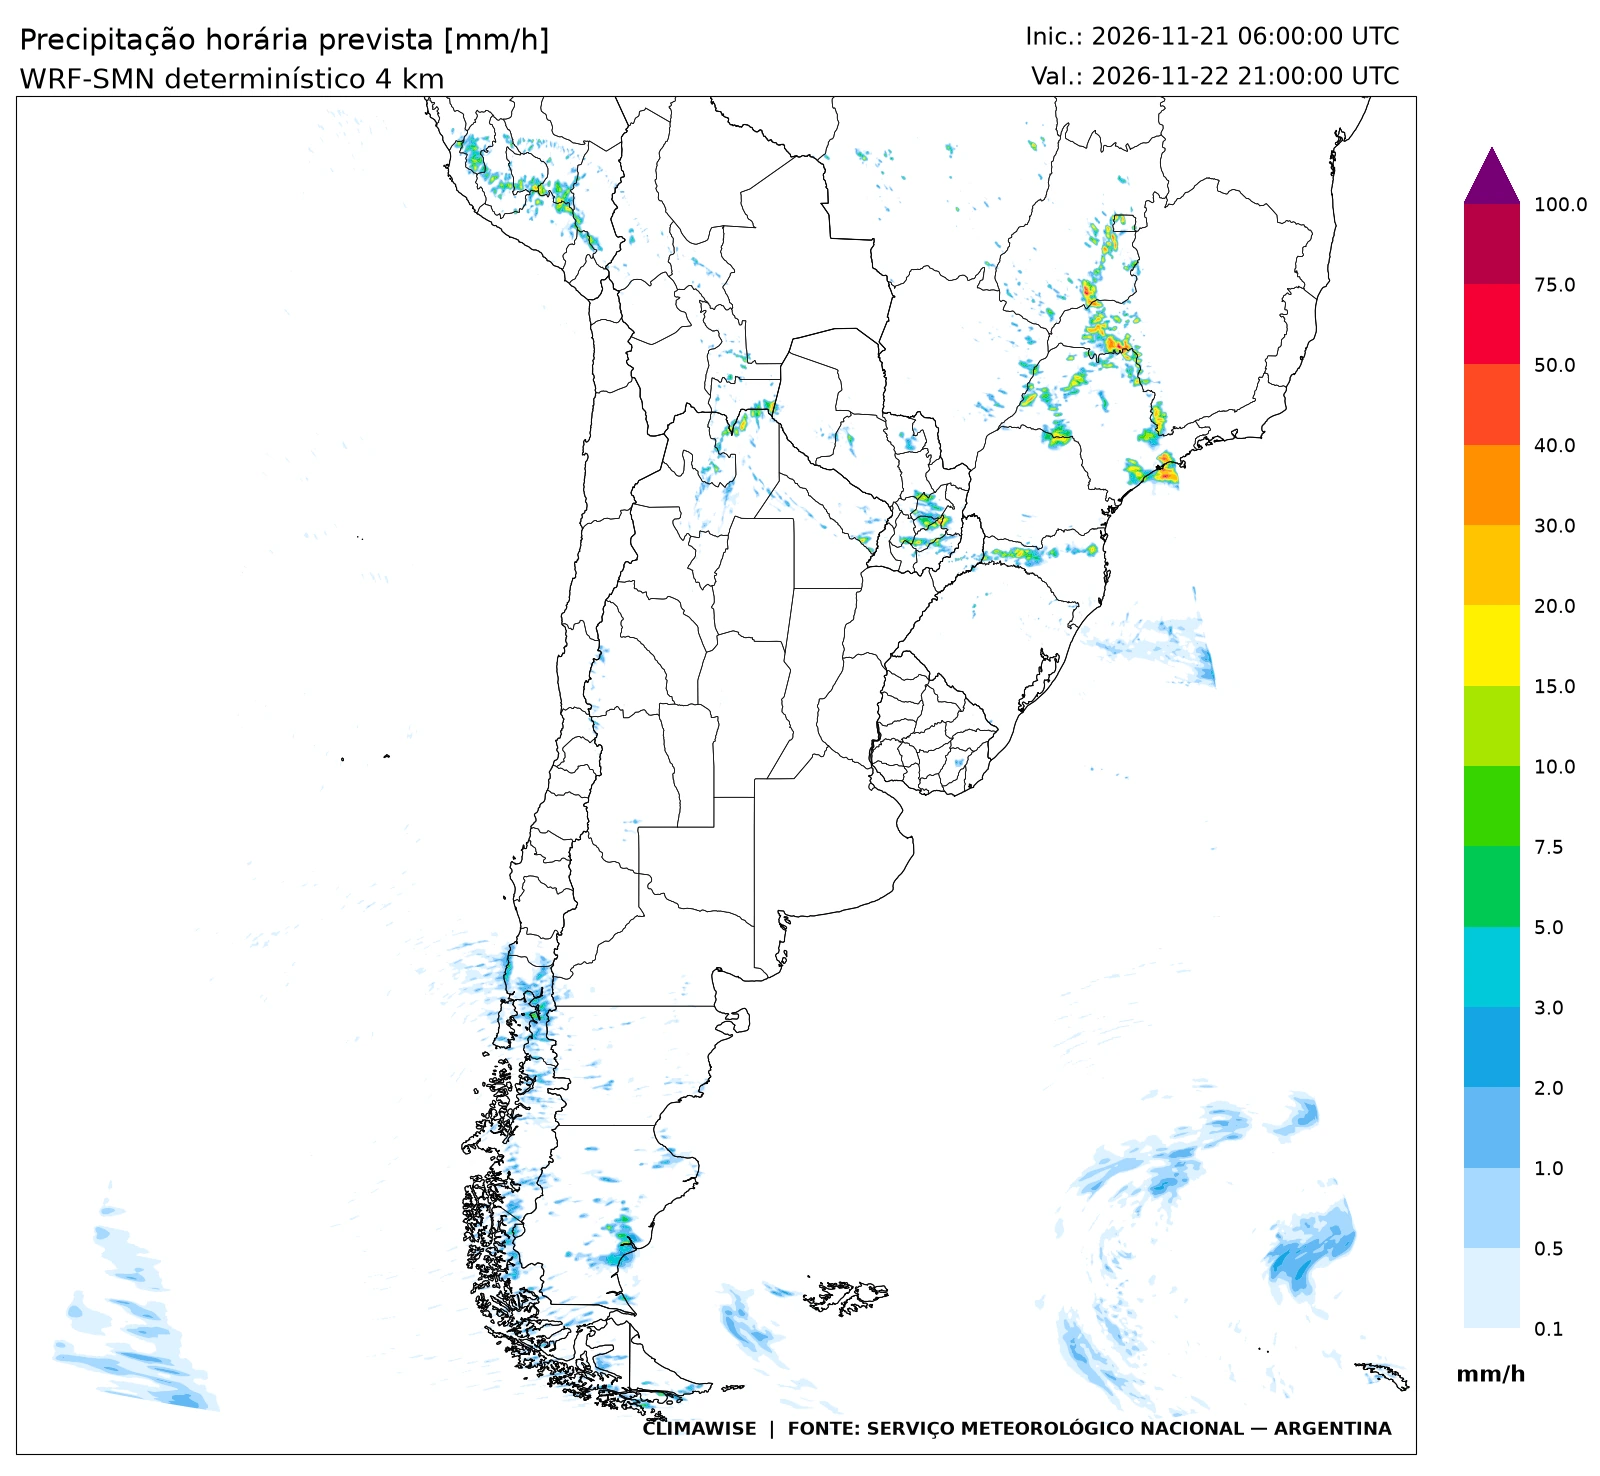 Precipitação horária prevista [mm/h]
WRF-SMN determinístico 4 km
Inic.: 2026-11-21 06:00:00 UTC
Val.: 2026-11-22 21:00:00 UTC
100.0
75.0
50.0
40.0
30.0
20.0
15.0
10.0
7.5
5.0
3.0
2.0
1.0
0.5
0.1
mm/h
CLIMAWISE | FONTE: SERVIÇO METEOROLÓGICO NACIONAL — ARGENTINA